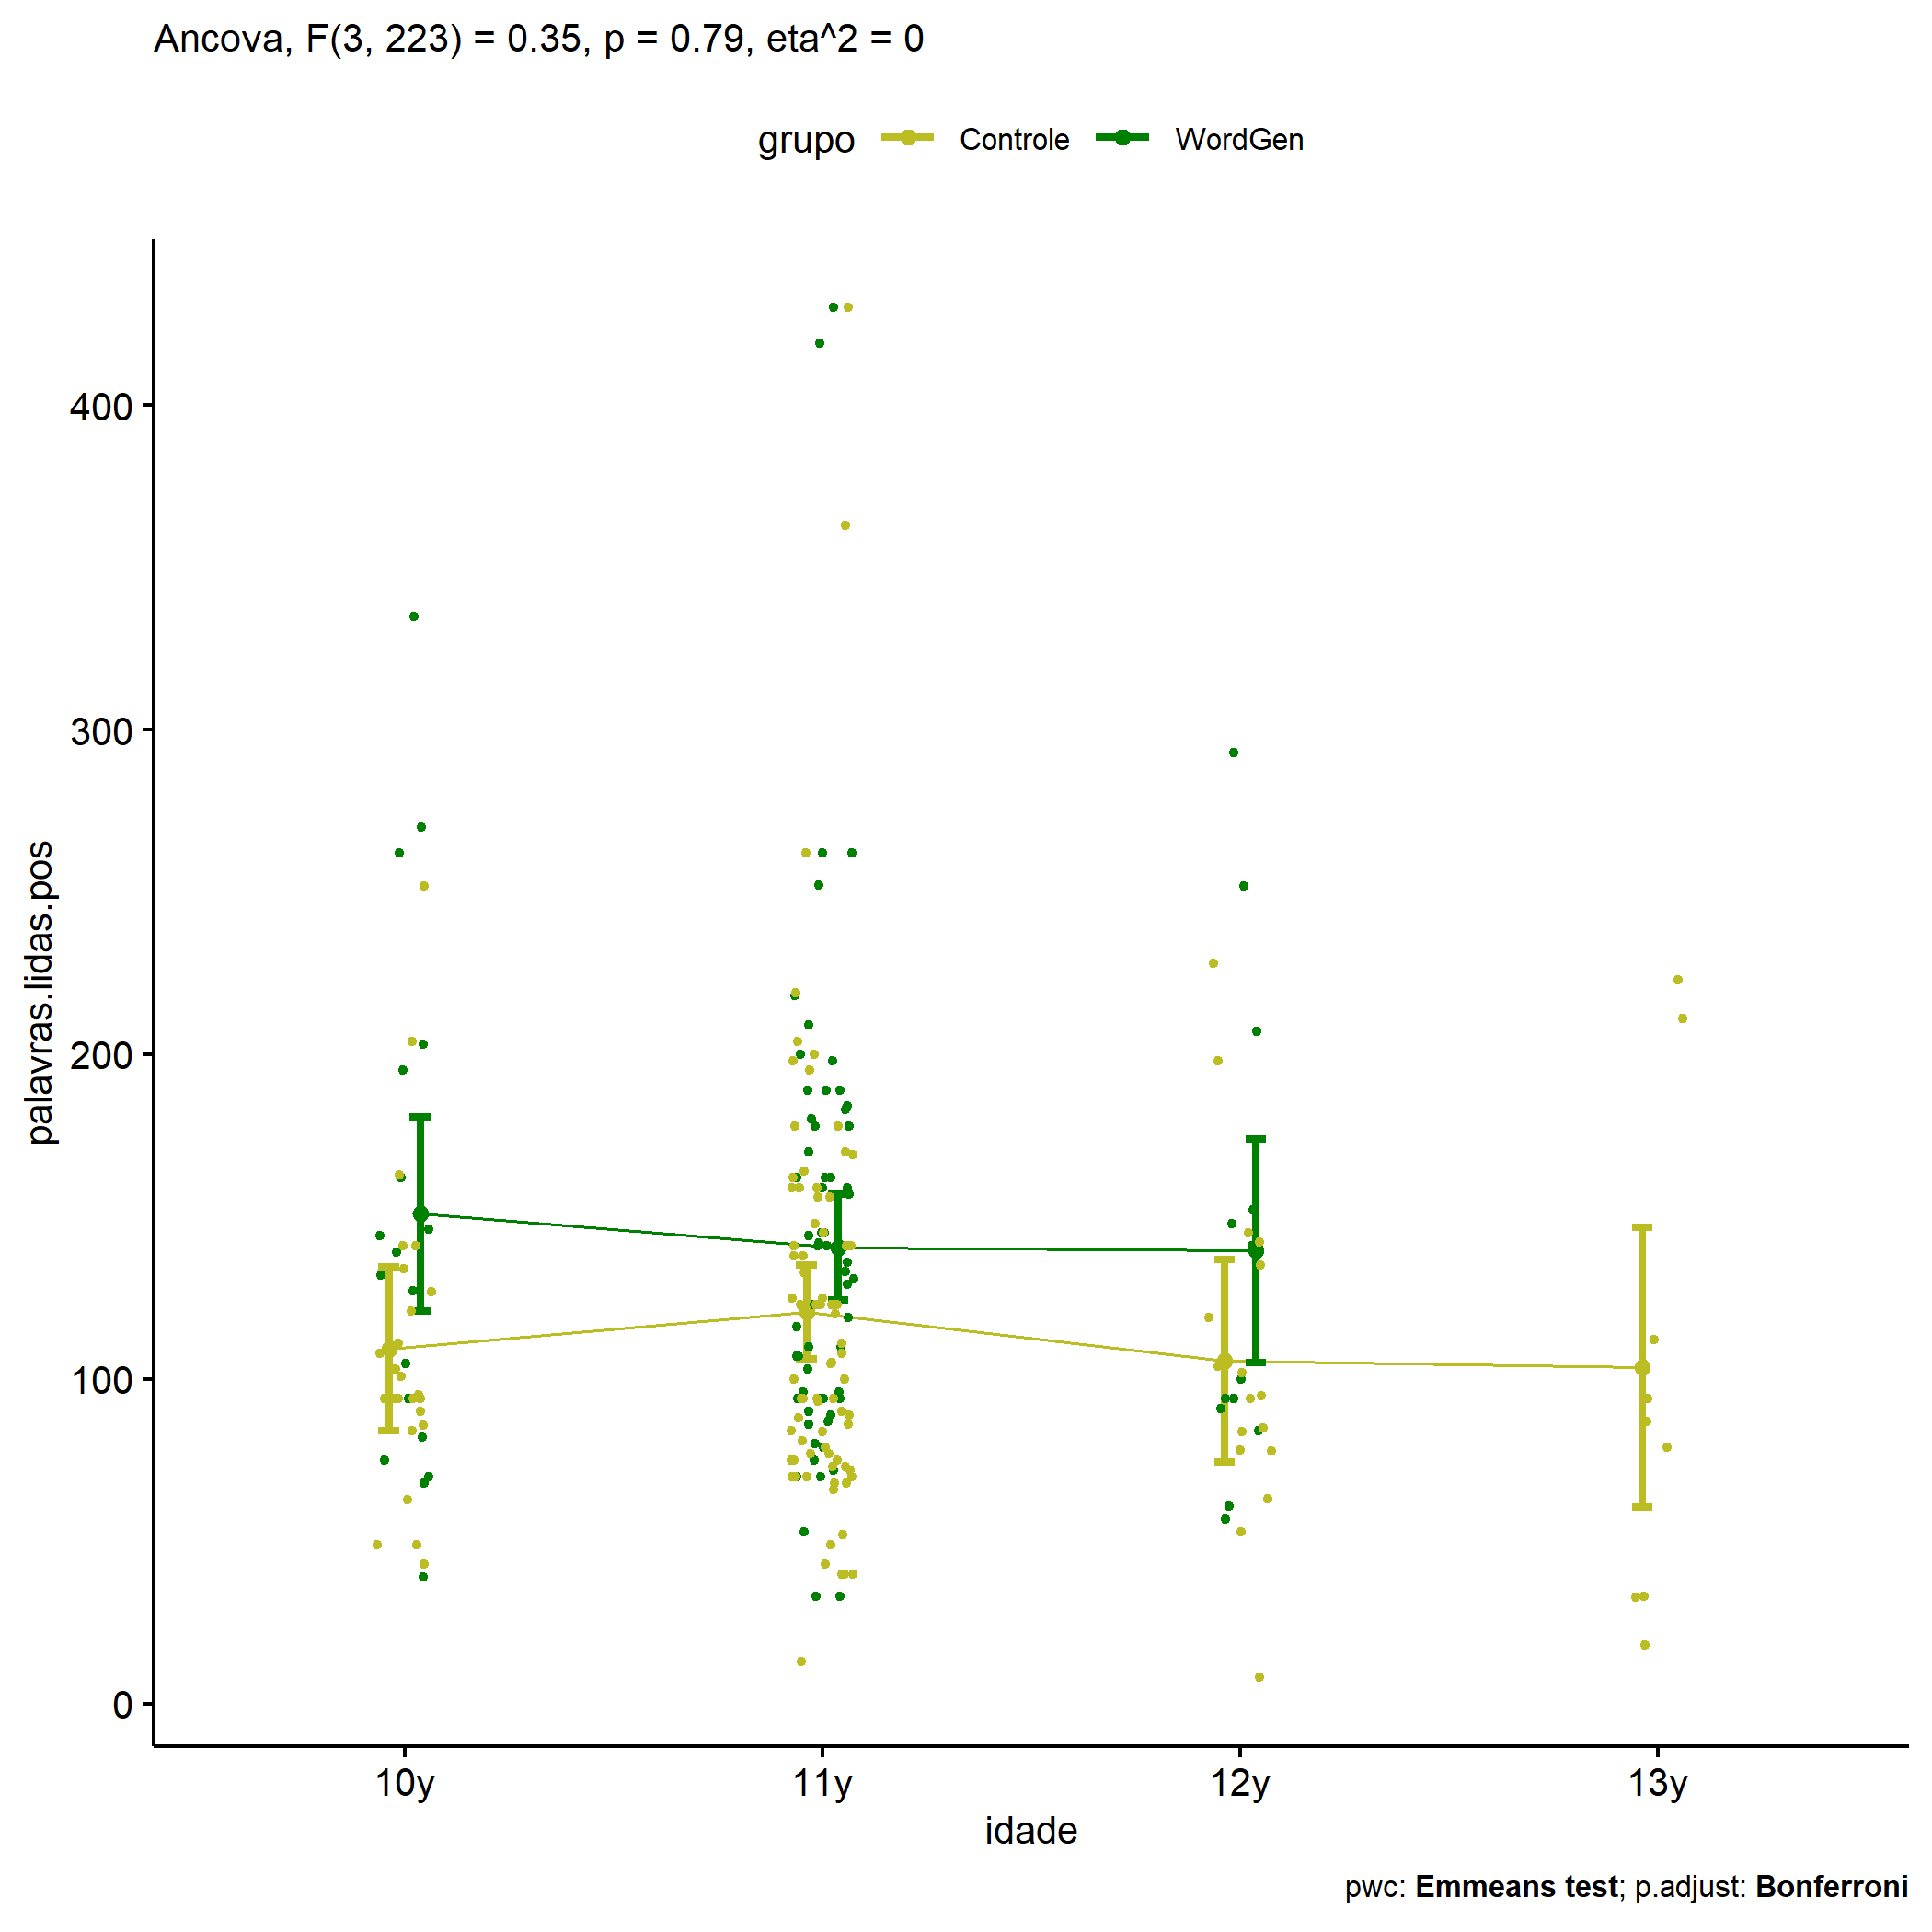 Ancova, F(3, 223) = 0.35, p = 0.79, eta^2 = 0
grupo Controle WordGen
palavras.lidas.pos
400
300
200
100
0
10y 11y 12y 13y
idade
pwc: Emmeans test; p.adjust: Bonferroni